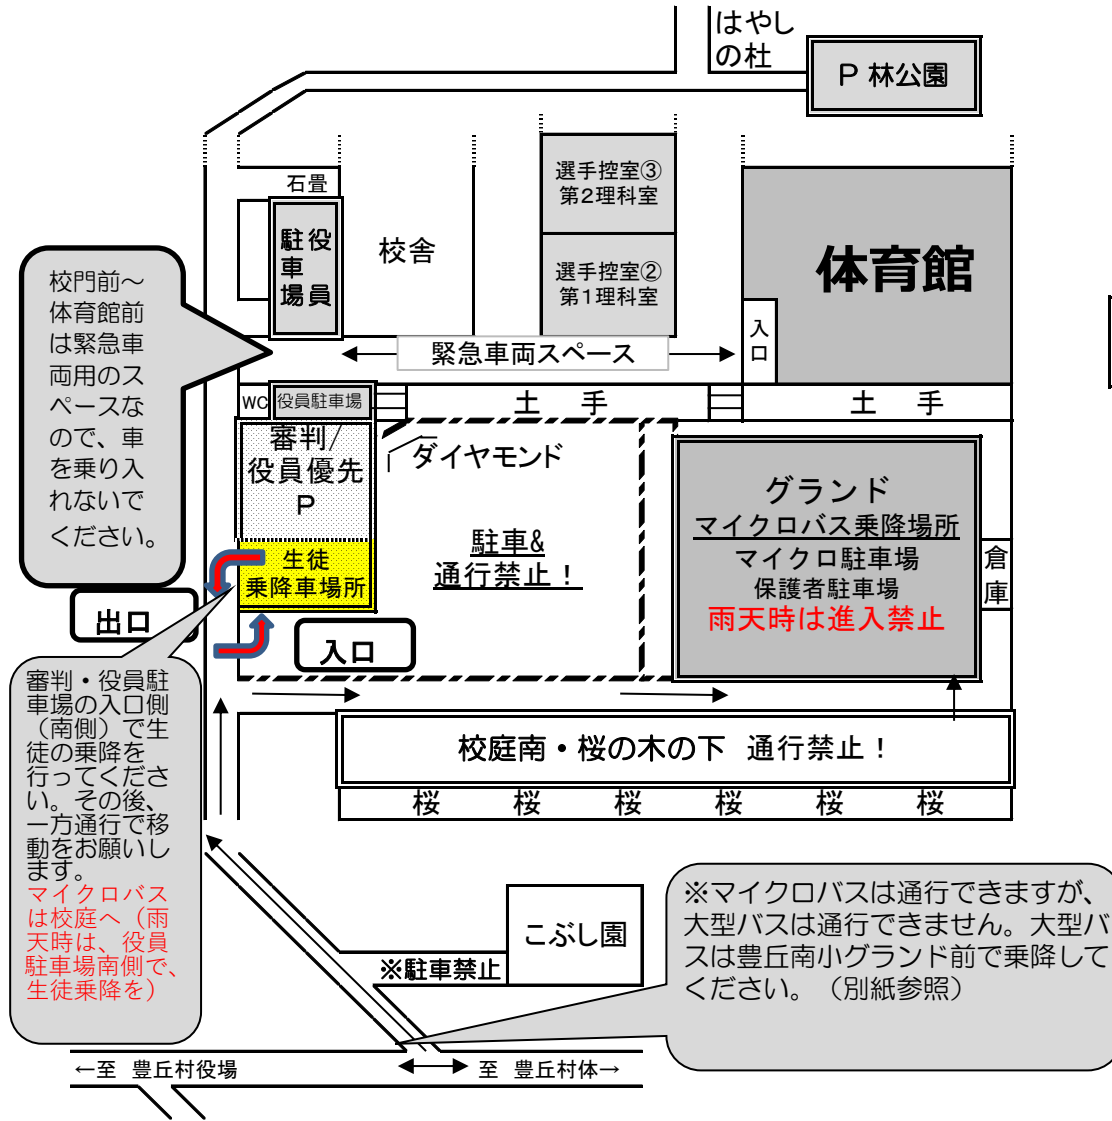 はやし
の杜
P 林公園
石畳
役員
駐車場
校舎
選手控室③
第2理科室
選手控室②
第1理科室
体育館
入口
校門前～
体育館前
は緊急車
両用のス
ペースな
ので、車
を乗り入
れないで
ください。
緊急車両スペース
WC
役員駐車場
土 手
土 手
審判/
役員優先
P
ダイヤモンド
駐車&
通行禁止！
グランド
マイクロバス乗降場所
マイクロ駐車場
保護者駐車場
雨天時は進入禁止
倉庫
生徒
乗降車場所
出口
入口
審判・役員駐
車場の入口側
（南側）で生
徒の乗降を
行ってくださ
い。その後、
一方通行で移
動をお願いし
ます。
マイクロバス
は校庭へ（雨
天時は、役員
駐車場南側で、
生徒乗降を）
校庭南・桜の木の下 通行禁止！
桜 桜 桜 桜 桜 桜
こぶし園
※駐車禁止
※マイクロバスは通行できますが、
大型バスは通行できません。大型バ
スは豊丘南小グランド前で乗降して
ください。（別紙参照）
←至 豊丘村役場
至 豊丘村体→